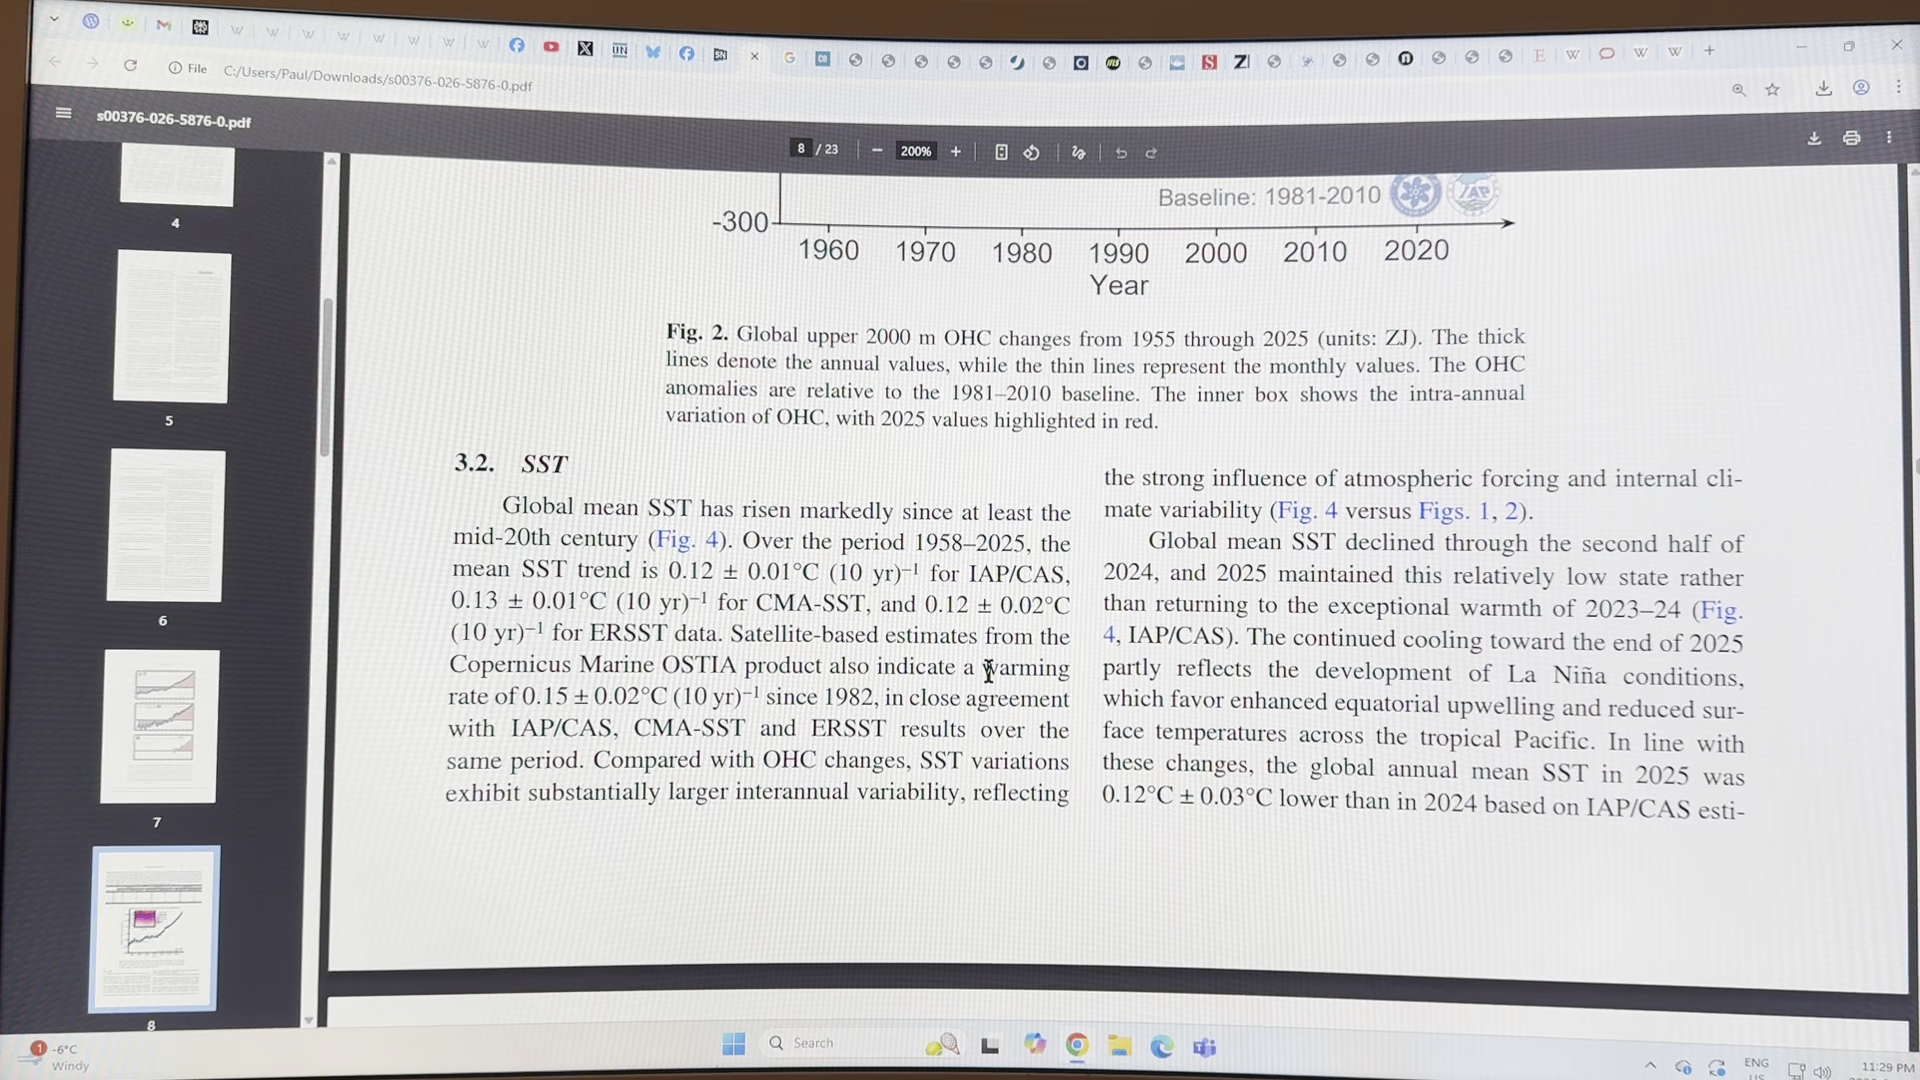 File
C:/Users/Paul/Downloads/s00376-026-5876-0.pdf
s00376-026-5876-0.pdf
8 / 23
200%
4
5
6
7
8
Baseline: 1981-2010
IAP
-300
1960 1970 1980 1990 2000 2010 2020
Year
Fig. 2. Global upper 2000 m OHC changes from 1955 through 2025 (units: ZJ). The thick
lines denote the annual values, while the thin lines represent the monthly values. The OHC
anomalies are relative to the 1981–2010 baseline. The inner box shows the intra-annual
variation of OHC, with 2025 values highlighted in red.
3.2. SST
Global mean SST has risen markedly since at least the
mid-20th century (Fig. 4). Over the period 1958–2025, the
mean SST trend is 0.12 ± 0.01°C (10 yr)⁻¹ for IAP/CAS,
0.13 ± 0.01°C (10 yr)⁻¹ for CMA-SST, and 0.12 ± 0.02°C
(10 yr)⁻¹ for ERSST data. Satellite-based estimates from the
Copernicus Marine OSTIA product also indicate a warming
rate of 0.15 ± 0.02°C (10 yr)⁻¹ since 1982, in close agreement
with IAP/CAS, CMA-SST and ERSST results over the
same period. Compared with OHC changes, SST variations
exhibit substantially larger interannual variability, reflecting
the strong influence of atmospheric forcing and internal cli-
mate variability (Fig. 4 versus Figs. 1, 2).
Global mean SST declined through the second half of
2024, and 2025 maintained this relatively low state rather
than returning to the exceptional warmth of 2023–24 (Fig.
4, IAP/CAS). The continued cooling toward the end of 2025
partly reflects the development of La Niña conditions,
which favor enhanced equatorial upwelling and reduced sur-
face temperatures across the tropical Pacific. In line with
these changes, the global annual mean SST in 2025 was
0.12°C ± 0.03°C lower than in 2024 based on IAP/CAS esti-
1
-6°C
Windy
Search
ENG
US
11:29 PM